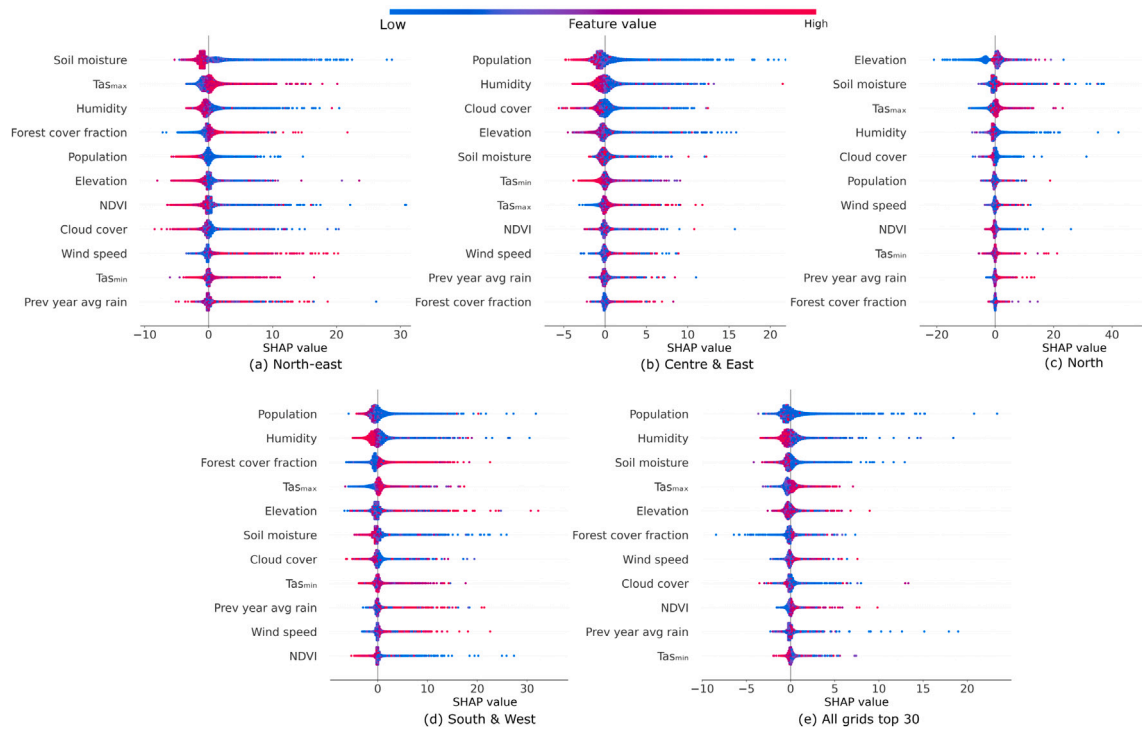 Low Feature value High
Soil moisture
Tasmax
Humidity
Forest cover fraction
Population
Elevation
NDVI
Cloud cover
Wind speed
Tasmin
Prev year avg rain
−10 0 10 20 30
SHAP value
(a) North-east
Population
Humidity
Cloud cover
Elevation
Soil moisture
Tasmin
Tasmax
NDVI
Wind speed
Prev year avg rain
Forest cover fraction
−5 0 5 10 15 20
SHAP value
(b) Centre & East
Elevation
Soil moisture
Tasmax
Humidity
Cloud cover
Population
Wind speed
NDVI
Tasmin
Prev year avg rain
Forest cover fraction
−20 0 20 40
SHAP value
(c) North
Population
Humidity
Forest cover fraction
Tasmax
Elevation
Soil moisture
Cloud cover
Tasmin
Prev year avg rain
Wind speed
NDVI
0 10 20 30
SHAP value
(d) South & West
Population
Humidity
Soil moisture
Tasmax
Elevation
Forest cover fraction
Wind speed
Cloud cover
NDVI
Prev year avg rain
Tasmin
−10 −5 0 5 10 15 20
SHAP value
(e) All grids top 30